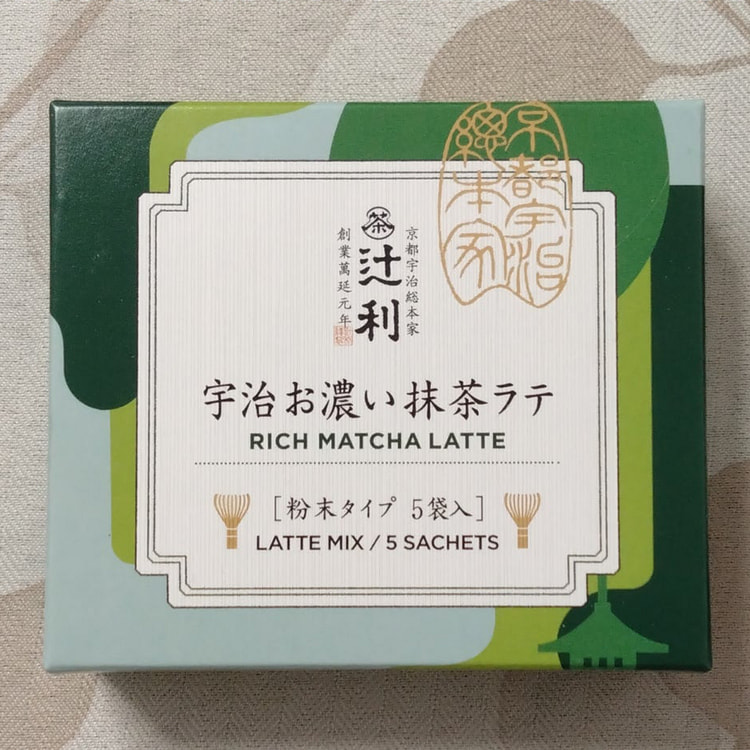 京都宇治
總本家
茶
京都宇治総本家
辻利
創業萬延元年
宇治お濃い抹茶ラテ
RICH MATCHA LATTE
[粉末タイプ 5袋入]
LATTE MIX / 5 SACHETS